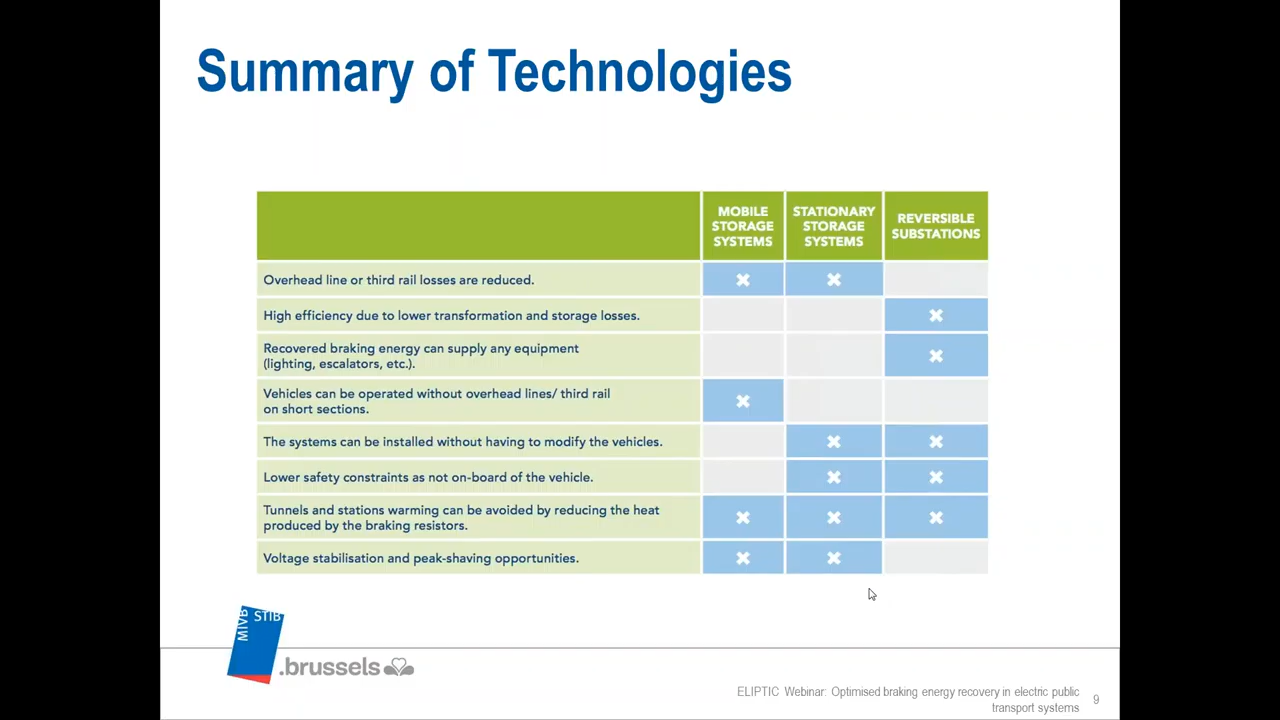 Summary of Technologies
MOBILE
STORAGE
SYSTEMS
STATIONARY
STORAGE
SYSTEMS
REVERSIBLE
SUBSTATIONS
Overhead line or third rail losses are reduced.
High efficiency due to lower transformation and storage losses.
Recovered braking energy can supply any equipment
(lighting, escalators, etc.).
Vehicles can be operated without overhead lines/ third rail
on short sections.
The systems can be installed without having to modify the vehicles.
Lower safety constraints as not on-board of the vehicle.
Tunnels and stations warming can be avoided by reducing the heat
produced by the braking resistors.
Voltage stabilisation and peak-shaving opportunities.
MIVB
STIB
.brussels
ELIPTIC Webinar: Optimised braking energy recovery in electric public
transport systems
9